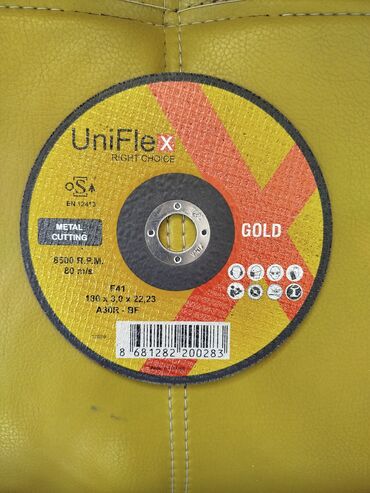 UniFlex
RIGHT CHOICE
oSA
EN 12413
METAL
CUTTING
GOLD
8500 R.P.M.
80 m/s
F41
180 x 3,0 x 22,23
A30R - BF
8 681282 200283